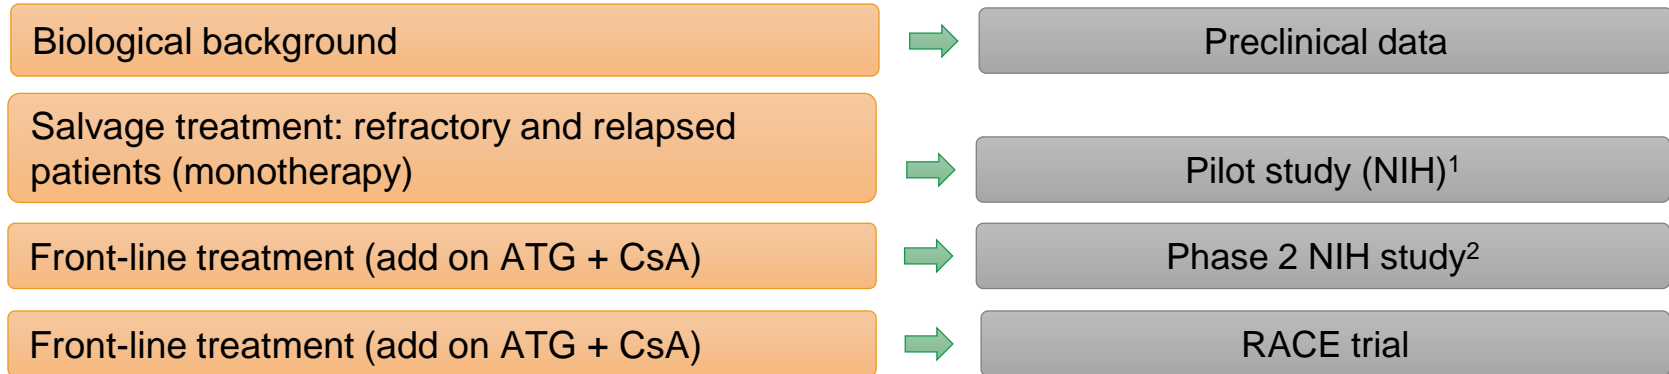 Biological background
Preclinical data
Salvage treatment: refractory and relapsed
patients (monotherapy)
Pilot study (NIH)¹
Front-line treatment (add on ATG + CsA)
Phase 2 NIH study²
Front-line treatment (add on ATG + CsA)
RACE trial